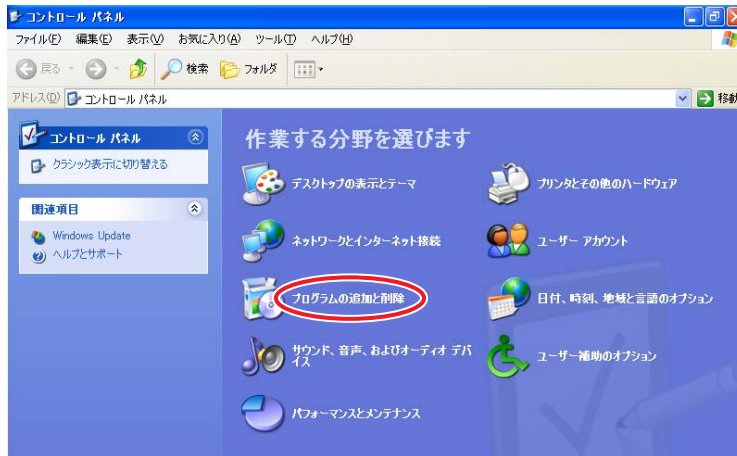 コントロール パネル
ファイル(F) 編集(E) 表示(V) お気に入り(A) ツール(T) ヘルプ(H)
戻る 検索 フォルダ
アドレス(D) コントロール パネル 移動
コントロール パネル
クラシック表示に切り替える
関連項目
Windows Update
ヘルプとサポート
作業する分野を選びます
デスクトップの表示とテーマ
プリンタとその他のハードウェア
ネットワークとインターネット接続
ユーザー アカウント
プログラムの追加と削除
日付、時刻、地域と言語のオプション
サウンド、音声、およびオーディオ デバ
イス
ユーザー補助のオプション
パフォーマンスとメンテナンス